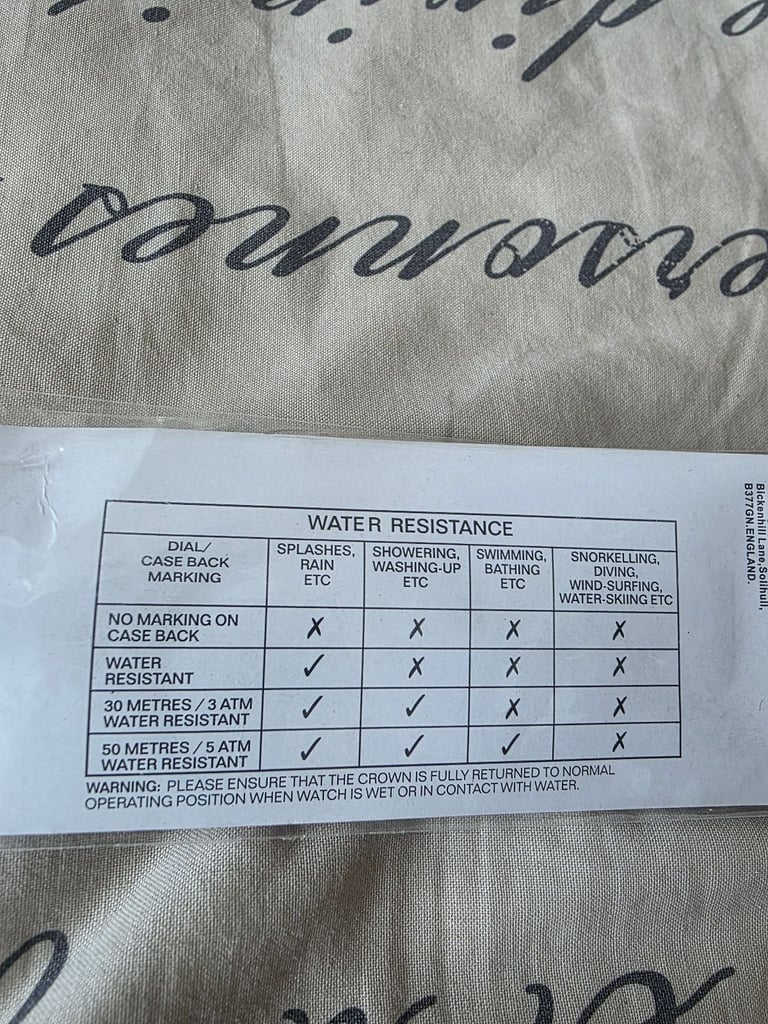 WATER RESISTANCE
DIAL/
CASE BACK
MARKING
SPLASHES,
RAIN
ETC
SHOWERING,
WASHING-UP
ETC
SWIMMING,
BATHING
ETC
SNORKELLING,
DIVING,
WIND-SURFING,
WATER-SKIING ETC
NO MARKING ON
CASE BACK
✗ ✗ ✗ ✗
WATER
RESISTANT
✓ ✗ ✗ ✗
30 METRES / 3 ATM
WATER RESISTANT
✓ ✓ ✗ ✗
50 METRES / 5 ATM
WATER RESISTANT
✓ ✓ ✓ ✗
WARNING: PLEASE ENSURE THAT THE CROWN IS FULLY RETURNED TO NORMAL
OPERATING POSITION WHEN WATCH IS WET OR IN CONTACT WITH WATER.
Bickenhill Lane,Solihull,
B377GN.ENGLAND.